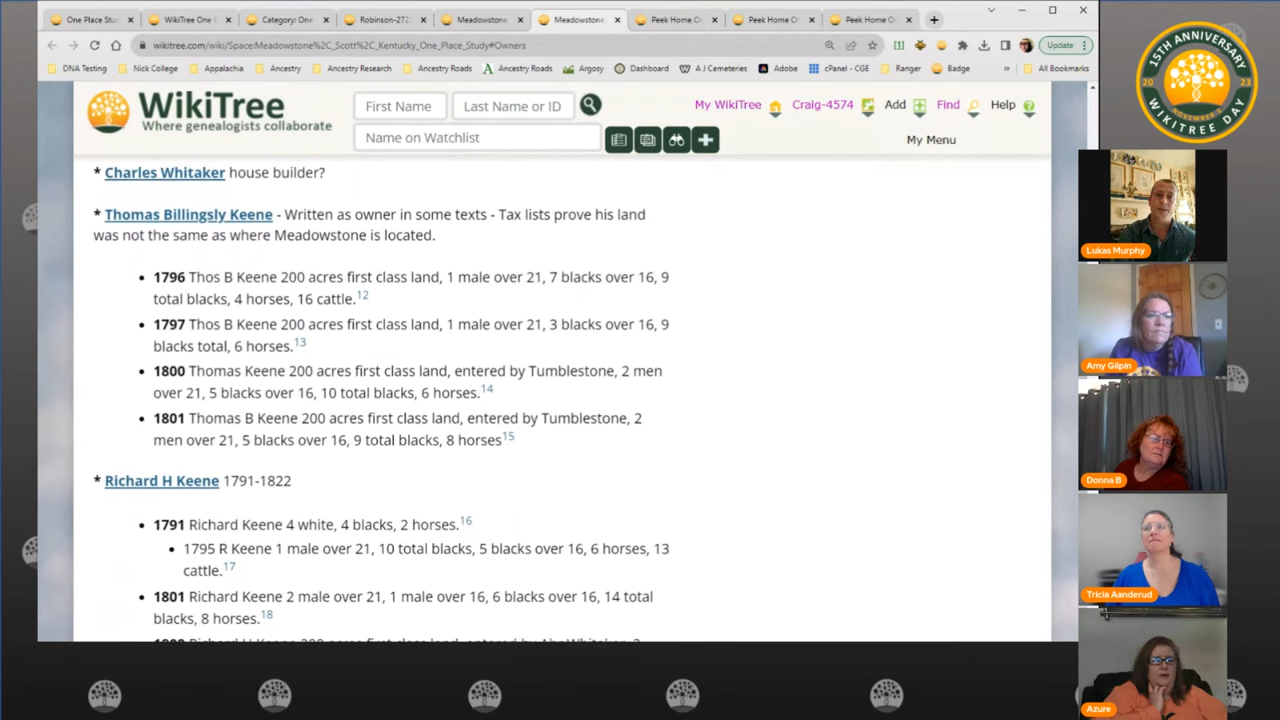 One Place Stud
WikiTree One P
Category: One
Robinson-272
Meadowstone
Meadowstone
Peek Home O
Peek Home O
Peek Home O
wikitree.com/wiki/Space:Meadowstone%2C_Scott%2C_Kentucky_One_Place_Study#Owners
Update
DNA Testing
Nick College
Appalachia
Ancestry
Ancestry Research
Ancestry Roads
Ancestry Roads
Argosy
Dashboard
A J Cemeteries
Adobe
cPanel - CGE
Ranger
Badge
»
All Bookmarks
WikiTree
Where genealogists collaborate
First Name
Last Name or ID
Name on Watchlist
My WikiTree
Craig-4574
Add
Find
Help
My Menu
* Charles Whitaker house builder?
* Thomas Billingsly Keene - Written as owner in some texts - Tax lists prove his land
was not the same as where Meadowstone is located.
• 1796 Thos B Keene 200 acres first class land, 1 male over 21, 7 blacks over 16, 9
total blacks, 4 horses, 16 cattle.12
• 1797 Thos B Keene 200 acres first class land, 1 male over 21, 3 blacks over 16, 9
blacks total, 6 horses.13
• 1800 Thomas Keene 200 acres first class land, entered by Tumblestone, 2 men
over 21, 5 blacks over 16, 10 total blacks, 6 horses.14
• 1801 Thomas B Keene 200 acres first class land, entered by Tumblestone, 2
men over 21, 5 blacks over 16, 9 total blacks, 8 horses15
* Richard H Keene 1791-1822
• 1791 Richard Keene 4 white, 4 blacks, 2 horses.16
• 1795 R Keene 1 male over 21, 10 total blacks, 5 blacks over 16, 6 horses, 13
cattle.17
• 1801 Richard Keene 2 male over 21, 1 male over 16, 6 blacks over 16, 14 total
blacks, 8 horses.18
15TH ANNIVERSARY
20 23
NOVEMBER 5
WIKITREE DAY
Lukas Murphy
Amy Gilpin
Donna B
Tricia Aanderud
Azure